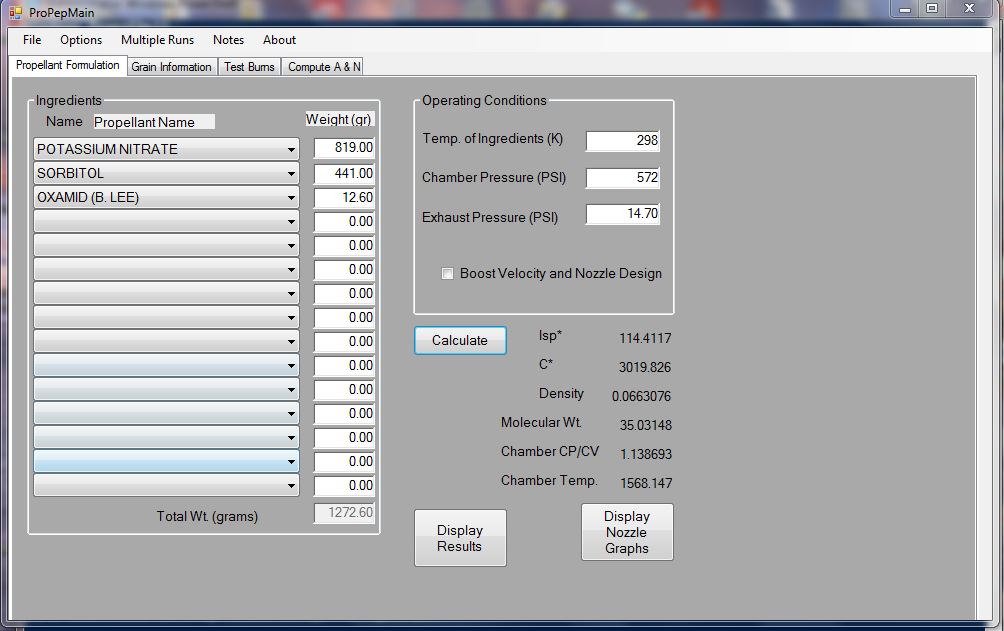 ProPepMain
File Options Multiple Runs Notes About
Propellant Formulation Grain Information Test Burns Compute A & N
Ingredients
Name Propellant Name Weight (gr)
POTASSIUM NITRATE 819.00
SORBITOL 441.00
OXAMID (B. LEE) 12.60
0.00
0.00
0.00
0.00
0.00
0.00
0.00
0.00
0.00
0.00
0.00
0.00
Total Wt. (grams) 1272.60
Operating Conditions
Temp. of Ingredients (K) 298
Chamber Pressure (PSI) 572
Exhaust Pressure (PSI) 14.70
Boost Velocity and Nozzle Design
Calculate
Isp* 114.4117
C* 3019.826
Density 0.0663076
Molecular Wt. 35.03148
Chamber CP/CV 1.138693
Chamber Temp. 1568.147
Display
Results
Display
Nozzle
Graphs